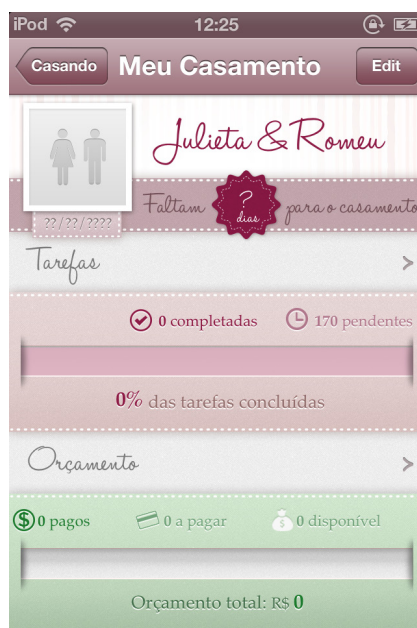 iPod 12:25
Casando Meu Casamento Edit
Julieta & Romeu
??/??/????
Faltam ? dias para o casamento
Tarefas
0 completadas 170 pendentes
0% das tarefas concluídas
Orçamento
0 pagos 0 a pagar 0 disponível
Orçamento total: R$ 0